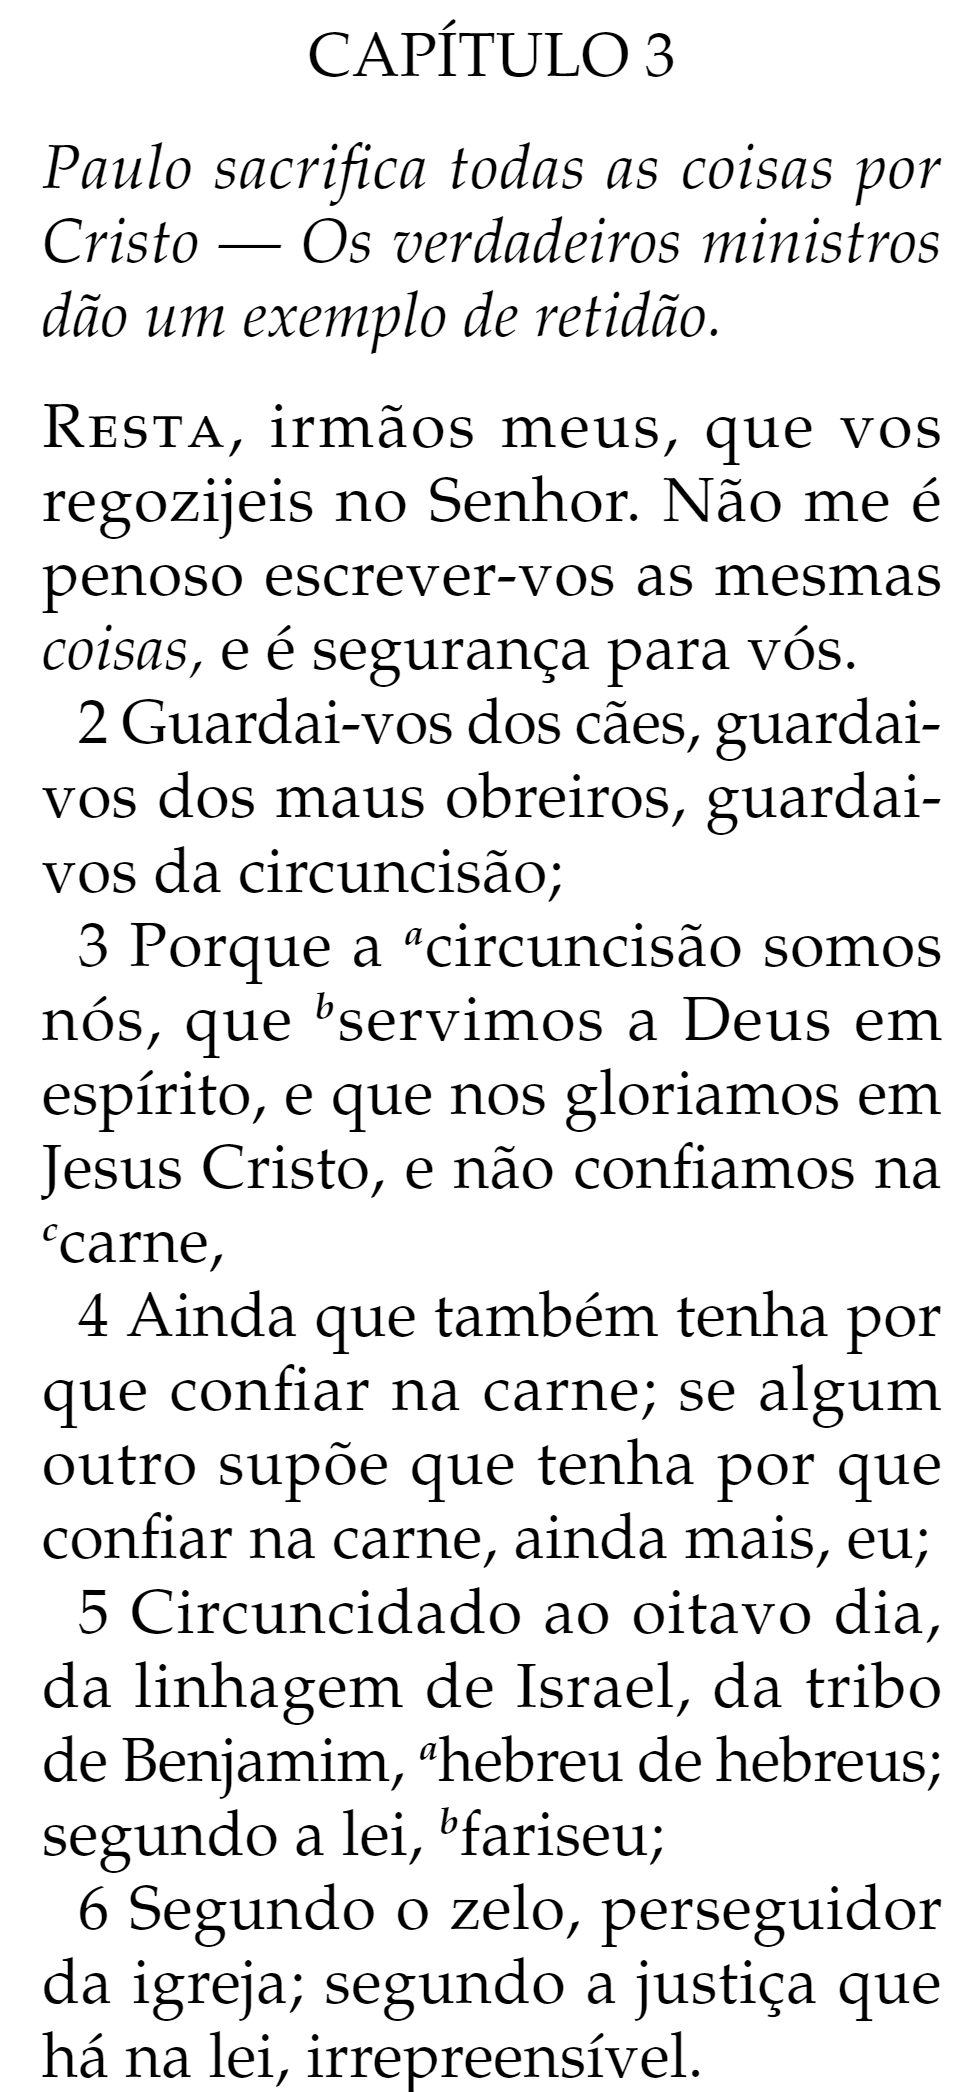 CAPÍTULO 3
Paulo sacrifica todas as coisas por
Cristo — Os verdadeiros ministros
dão um exemplo de retidão.
Resta, irmãos meus, que vos
regozijeis no Senhor. Não me é
penoso escrever-vos as mesmas
coisas, e é segurança para vós.
2 Guardai-vos dos cães, guardai-
vos dos maus obreiros, guardai-
vos da circuncisão;
3 Porque a ᵃcircuncisão somos
nós, que ᵇservimos a Deus em
espírito, e que nos gloriamos em
Jesus Cristo, e não confiamos na
ᶜcarne,
4 Ainda que também tenha por
que confiar na carne; se algum
outro supõe que tenha por que
confiar na carne, ainda mais, eu;
5 Circuncidado ao oitavo dia,
da linhagem de Israel, da tribo
de Benjamim, ᵃhebreu de hebreus;
segundo a lei, ᵇfariseu;
6 Segundo o zelo, perseguidor
da igreja; segundo a justiça que
há na lei, irrepreensível.